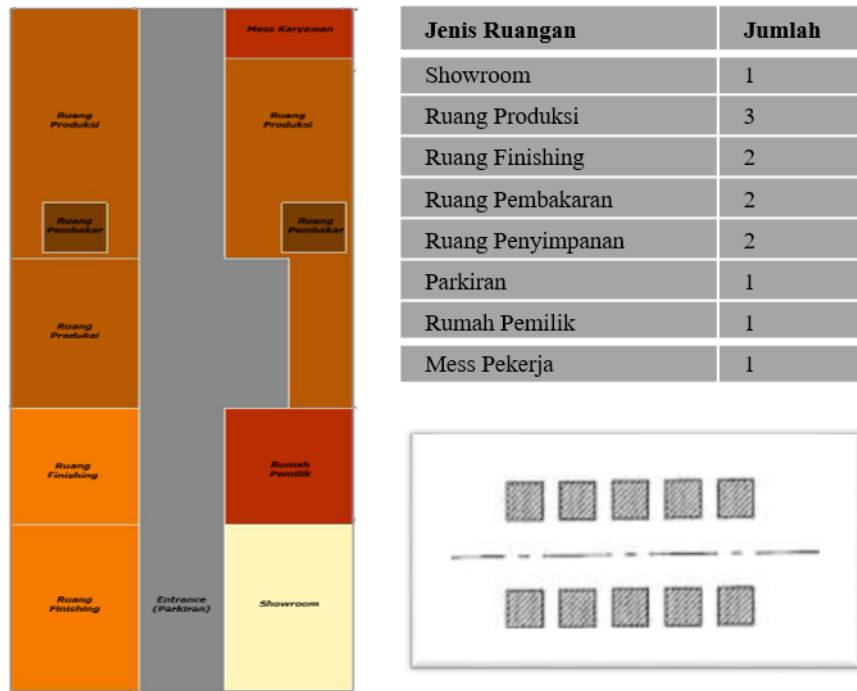 Mess Karyawan
Ruang
Produksi
Ruang
Produksi
Ruang
Pembakar
Ruang
Pembakar
Ruang
Produksi
Ruang
Finishing
Rumah
Pemilik
Ruang
Finishing
Entrance
(Parkiran)
Showroom
Jenis Ruangan Jumlah
Showroom 1
Ruang Produksi 3
Ruang Finishing 2
Ruang Pembakaran 2
Ruang Penyimpanan 2
Parkiran 1
Rumah Pemilik 1
Mess Pekerja 1